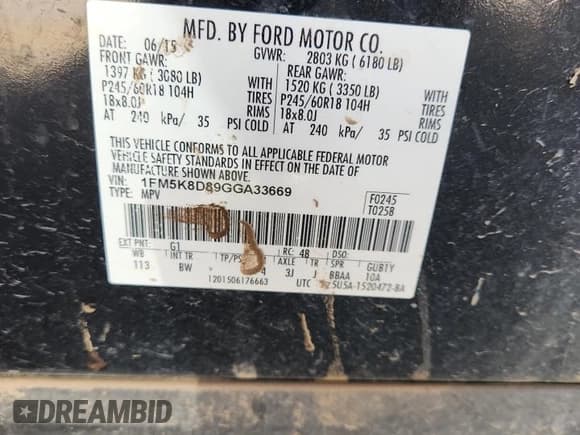 MFD. BY FORD MOTOR CO.
DATE: 06/15
GVWR: 2803 KG ( 6180 LB)
FRONT GAWR:
REAR GAWR:
1397 KG ( 3080 LB)
WITH
1520 KG ( 3350 LB)
WITH
P245/60R18 104H
TIRES
P245/60R18 104H
TIRES
18x8.0J
RIMS
18x8.0J
RIMS
AT 240 kPa/ 35 PSI COLD
AT 240 kPa/ 35 PSI COLD
THIS VEHICLE CONFORMS TO ALL APPLICABLE FEDERAL MOTOR
VEHICLE SAFETY STANDARDS IN EFFECT ON THE DATE OF
MANUFACTURE SHOWN ABOVE.
VIN: 1FM5K8D89GGA33669
TYPE: MPV
F0245
T0258
EXT PNT: G1
RC: 48
DSO:
WB
INT TR
TP/PS
AXLE
TR
SPR
GUBTY
113
BW
4
3J
J
BBAA
10A
1201506176663
UTC
5U5A-1520472-BA
DREAMBID